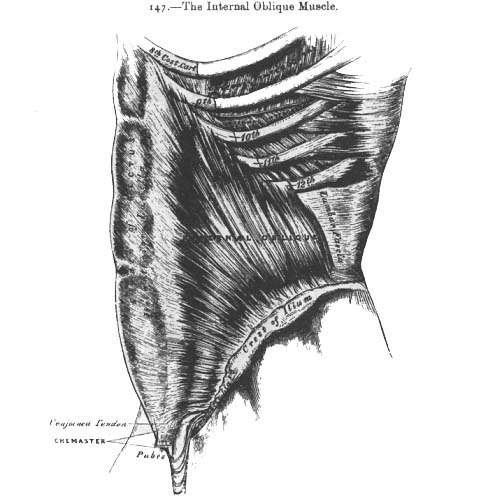 147.—The Internal Oblique Muscle.
8th Cost. Cart.
9th
10th
11th
12th
Lumbar Fascia
INTERNAL OBLIQUE
Crest of Ilium
Conjoined Tendon
CREMASTER
Pubes